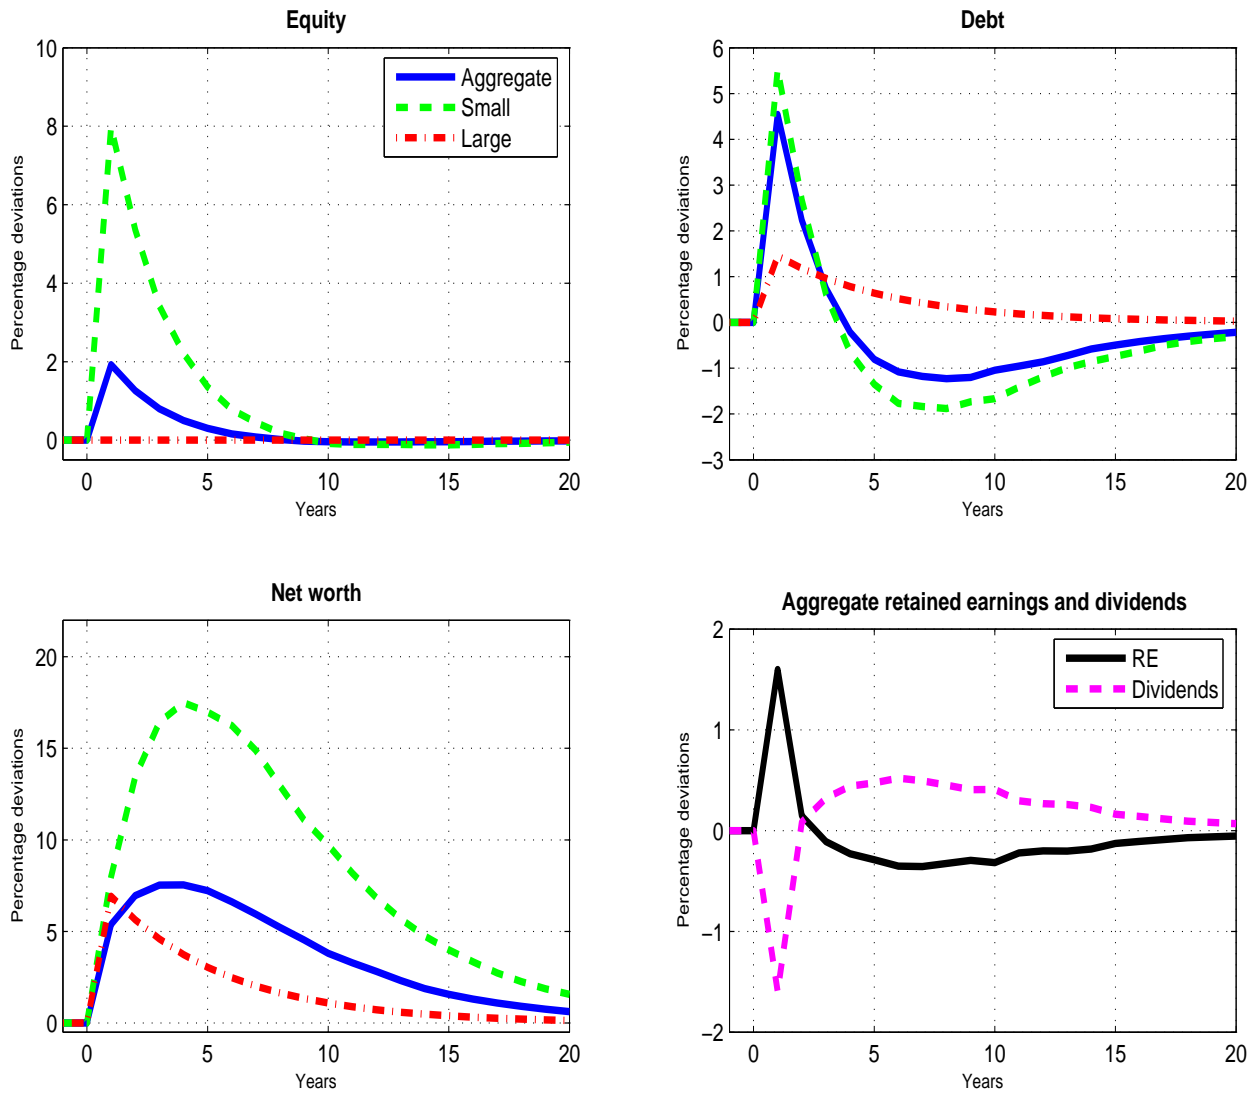 Equity
10
8
6
4
2
0
Percentage deviations
Aggregate
Small
Large
0 5 10 15 20
Years
Debt
6
5
4
3
2
1
0
−1
−2
−3
Percentage deviations
0 5 10 15 20
Years
Net worth
20
15
10
5
0
Percentage deviations
0 5 10 15 20
Years
Aggregate retained earnings and dividends
2
1
0
−1
−2
Percentage deviations
RE
Dividends
0 5 10 15 20
Years